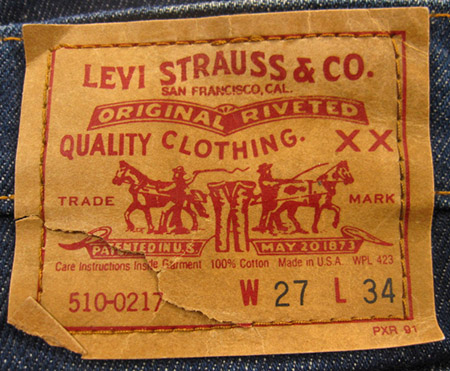 LEVI STRAUSS & CO.
SAN FRANCISCO, CAL.
ORIGINAL RIVETED
QUALITY CLOTHING. XX
TRADE MARK
PATENTED IN U.S. MAY 20 1873
Care Instructions Inside Garment 100% Cotton Made in U.S.A. WPL 423
510-0217 W 27 L 34
PXR 91